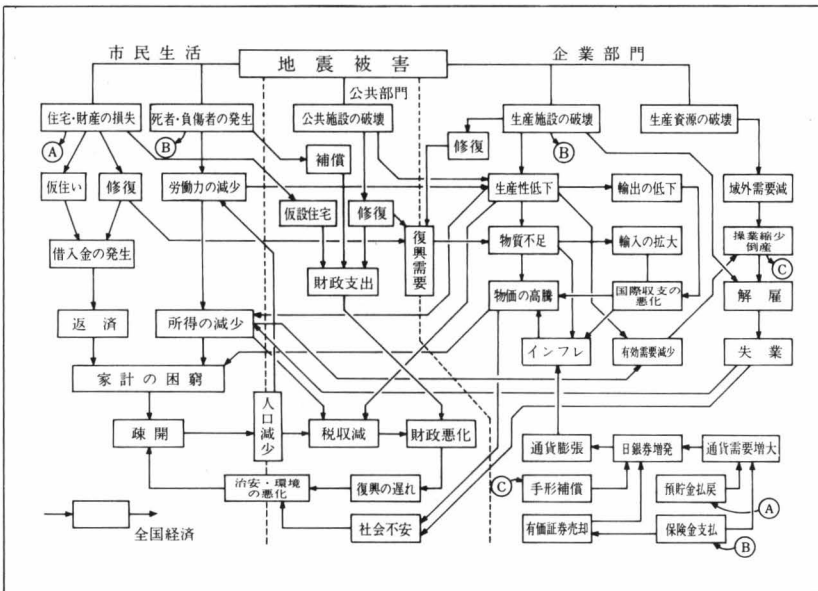 市民生活
地震被害
企業部門
公共部門
住宅・財産の損失
死者・負傷者の発生
公共施設の破壊
生産施設の破壊
生産資源の破壊
A
B
修復
B
補償
仮住い
修復
労働力の減少
生産性低下
輸出の低下
域外需要減
仮設住宅
修復
復興需要
物質不足
輸入の拡大
操業縮少
倒産
借入金の発生
C
財政支出
物価の高騰
国際収支の
悪化
解雇
返済
所得の減少
インフレ
有効需要減少
失業
家計の困窮
人口減少
疎開
税収減
財政悪化
通貨膨張
日銀券増発
通貨需要増大
治安・環境
の悪化
復興の遅れ
C
手形補償
預貯金払戻
A
社会不安
有価証券売却
保険金支払
B
全国経済